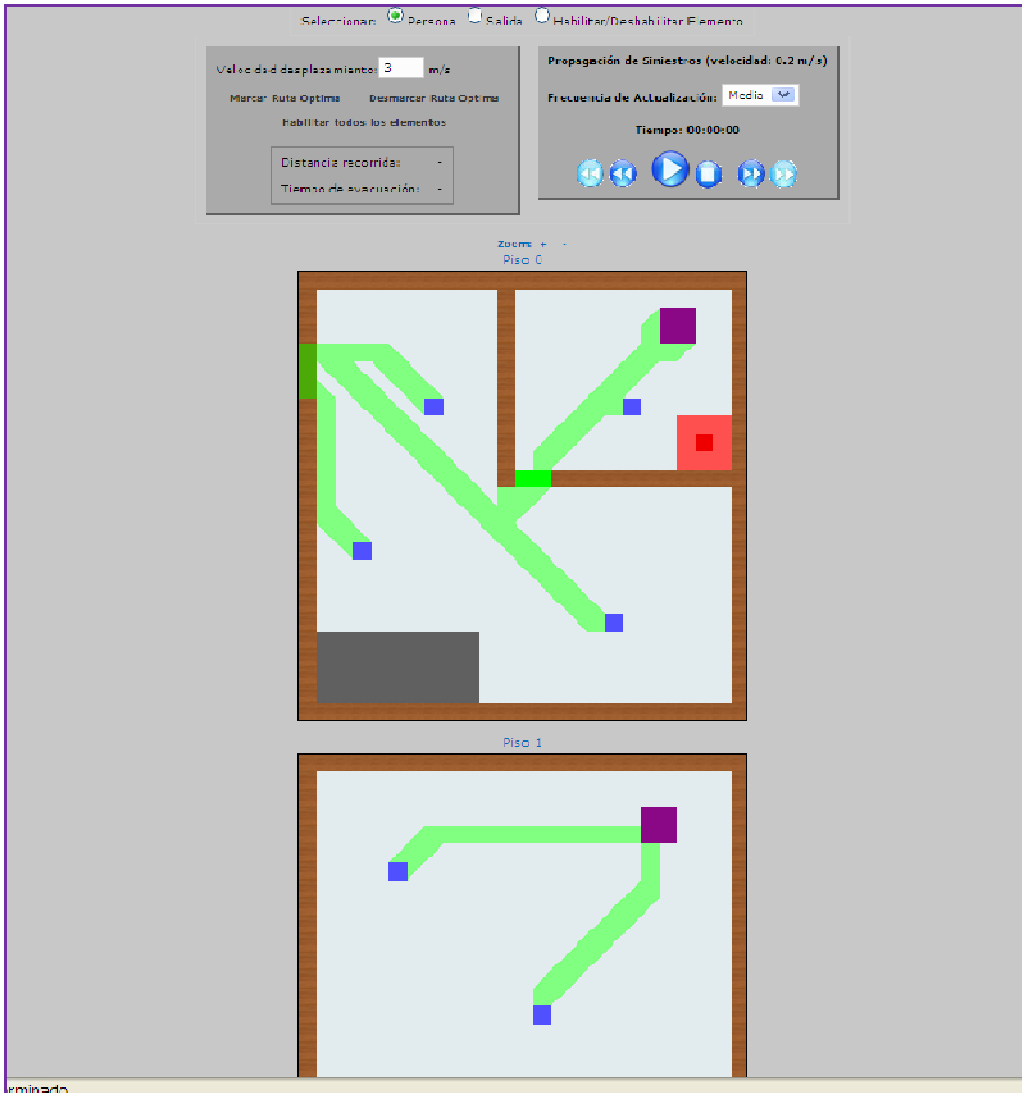 Seleccionar: Persona Salida Habilitar/Deshabilitar Elemento
Velocidad desplazamiento: 3 m/s
Marcar Ruta Optima Desmarcar Ruta Optima
Habilitar todos los elementos
Distancia recorrida: -
Tiempo de evacuación: -
Propagación de Siniestros (velocidad: 0.2 m/s)
Frecuencia de Actualización: Media
Tiempo: 00:00:00
Zoom: + -
Piso 0
Piso 1
rminado